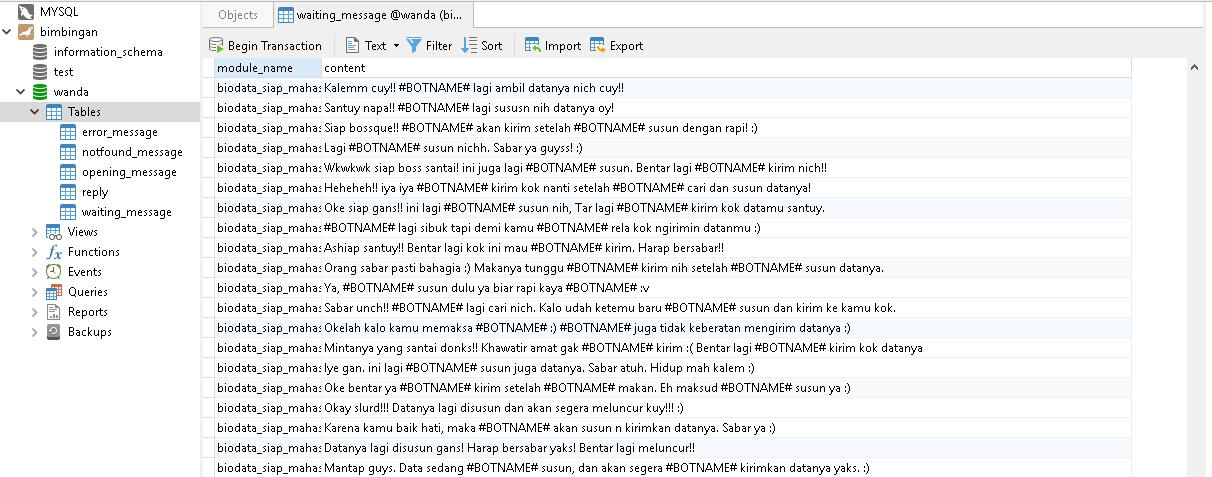 MYSQL
bimbingan
information_schema
test
wanda
Tables
error_message
notfound_message
opening_message
reply
waiting_message
Views
Functions
Events
Queries
Reports
Backups
Objects
waiting_message @wanda (bi...
Begin Transaction Text Filter Sort Import Export
module_name content
biodata_siap_mahas Kalemm cuy!! #BOTNAME# lagi ambil datanya nich cuy!!
biodata_siap_mahas Santuy napa!! #BOTNAME# lagi sususn nih datanya oy!
biodata_siap_mahas Siap bossque!! #BOTNAME# akan kirim setelah #BOTNAME# susun dengan rapi! :)
biodata_siap_mahas Lagi #BOTNAME# susun nichh. Sabar ya guyss! :)
biodata_siap_mahas Wkwkwk siap boss santai! ini juga lagi #BOTNAME# susun. Bentar lagi #BOTNAME# kirim nich!!
biodata_siap_mahas Heheheh!! iya iya #BOTNAME# kirim kok nanti setelah #BOTNAME# cari dan susun datanya!
biodata_siap_mahas Oke siap gans!! ini lagi #BOTNAME# susun nih, Tar lagi #BOTNAME# kirim kok datamu santuy.
biodata_siap_mahas #BOTNAME# lagi sibuk tapi demi kamu #BOTNAME# rela kok ngirimin datanmu :)
biodata_siap_mahas Ashiap santuy!! Bentar lagi kok ini mau #BOTNAME# kirim. Harap bersabar!!
biodata_siap_mahas Orang sabar pasti bahagia :) Makanya tunggu #BOTNAME# kirim nih setelah #BOTNAME# susun datanya.
biodata_siap_mahas Ya, #BOTNAME# susun dulu ya biar rapi kaya #BOTNAME# :v
biodata_siap_mahas Sabar unch!! #BOTNAME# lagi cari nich. Kalo udah ketemu baru #BOTNAME# susun dan kirim ke kamu kok.
biodata_siap_mahas Okelah kalo kamu memaksa #BOTNAME# :) #BOTNAME# juga tidak keberatan mengirim datanya :)
biodata_siap_mahas Mintanya yang santai donks!! Khawatir amat gak #BOTNAME# kirim :( Bentar lagi #BOTNAME# kirim kok datanya
biodata_siap_mahas Iye gan. ini lagi #BOTNAME# susun juga datanya. Sabar atuh. Hidup mah kalem :)
biodata_siap_mahas Oke bentar ya #BOTNAME# kirim setelah #BOTNAME# makan. Eh maksud #BOTNAME# susun ya :)
biodata_siap_mahas Okay slurd!!! Datanya lagi disusun dan akan segera meluncur kuy!!! :)
biodata_siap_mahas Karena kamu baik hati, maka #BOTNAME# akan susun n kirimkan datanya. Sabar ya :)
biodata_siap_mahas Datanya lagi disusun gans! Harap bersabar yaks! Bentar lagi meluncur!!
biodata_siap_mahas Mantap guys. Data sedang #BOTNAME# susun, dan akan segera #BOTNAME# kirimkan datanya yaks. :)